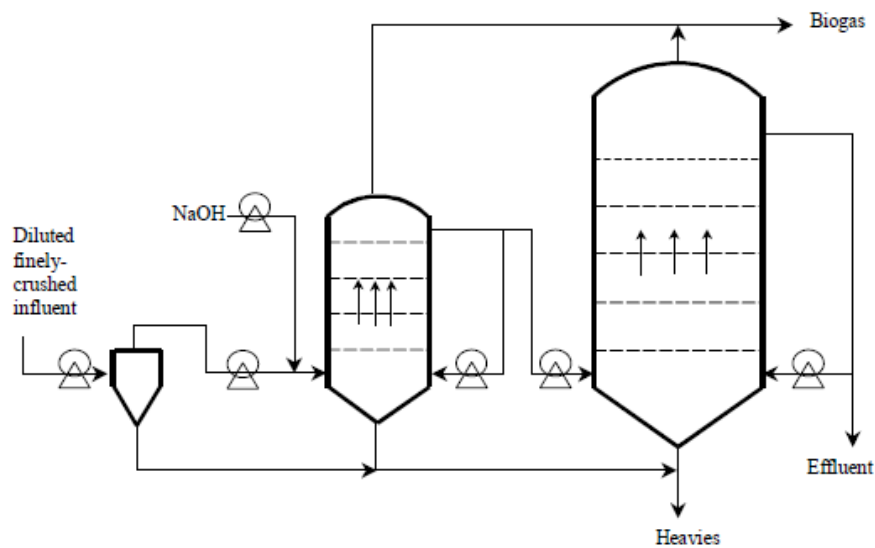 Biogas
NaOH
Diluted
finely-
crushed
influent
Effluent
Heavies